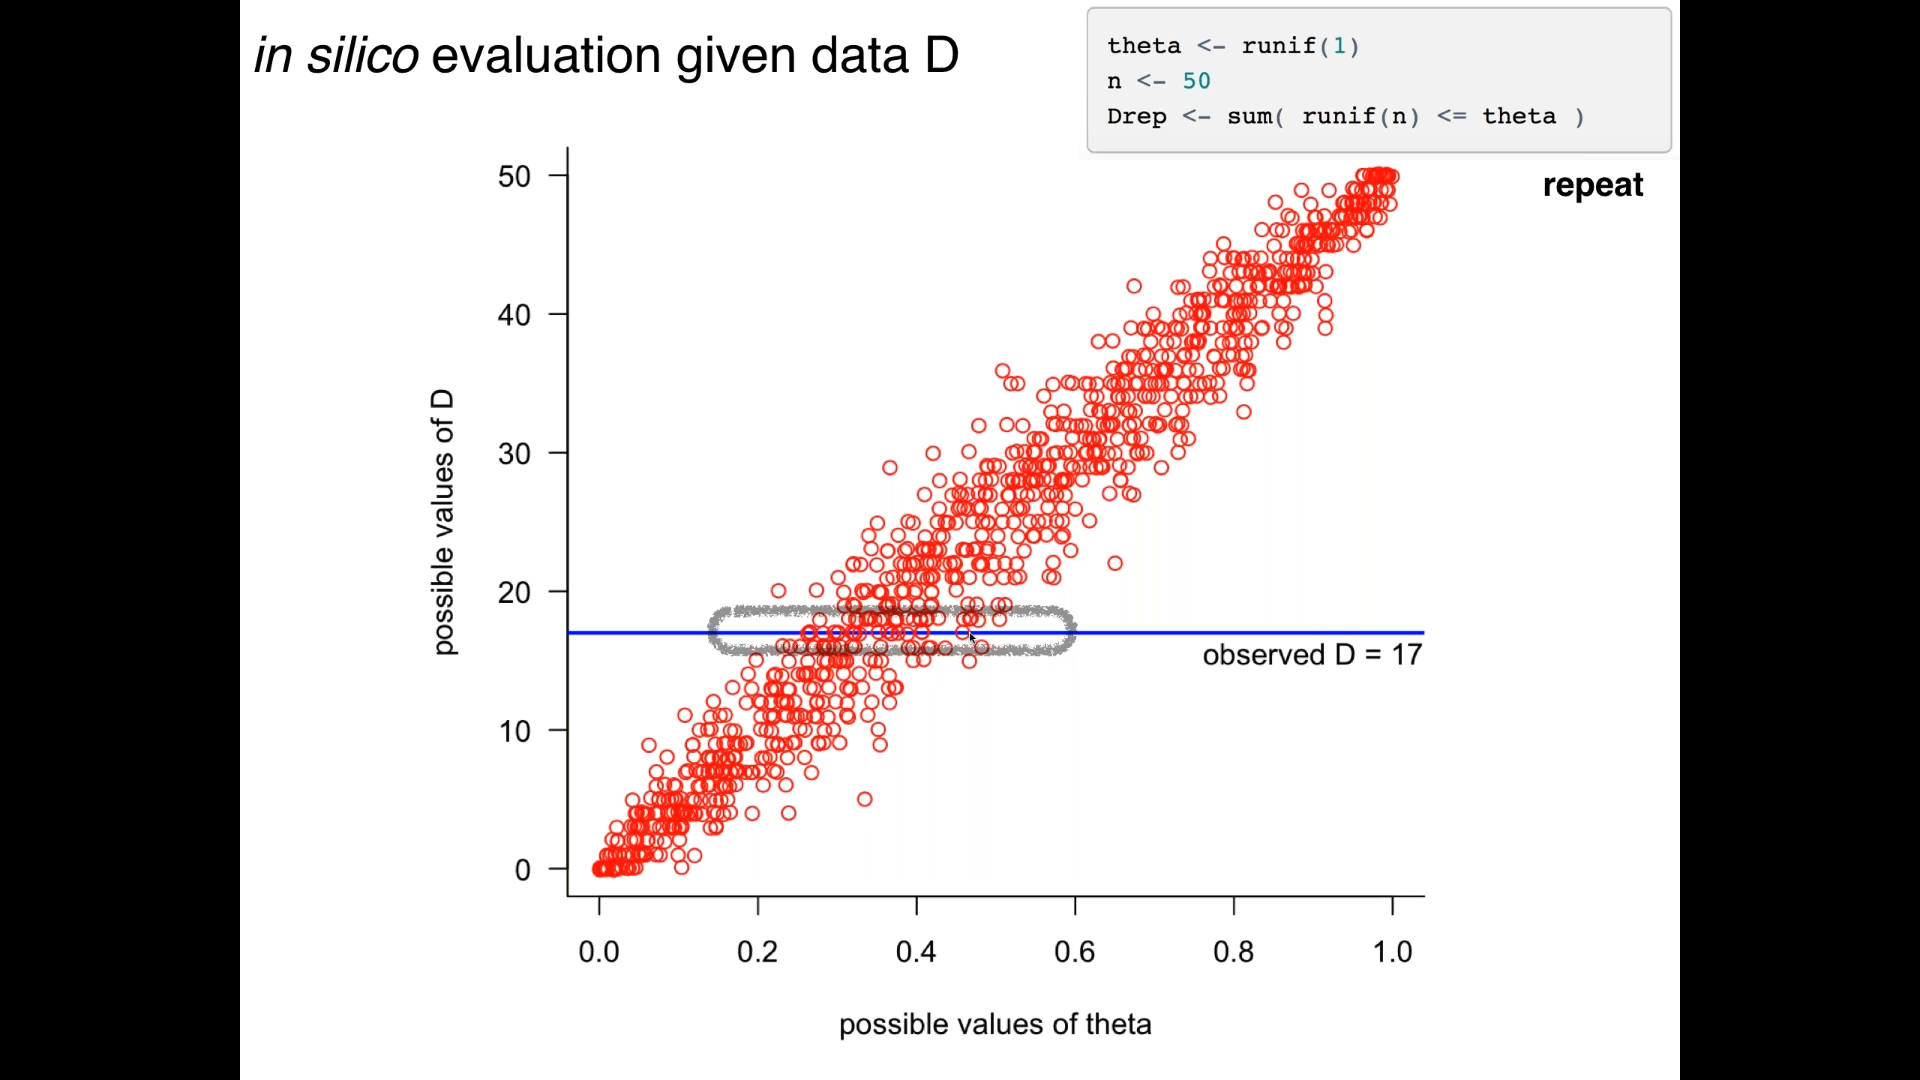 in silico evaluation given data D
theta <- runif(1)
n <- 50
Drep <- sum( runif(n) <= theta )
repeat
50
40
30
20
10
0
possible values of D
observed D = 17
0.0 0.2 0.4 0.6 0.8 1.0
possible values of theta